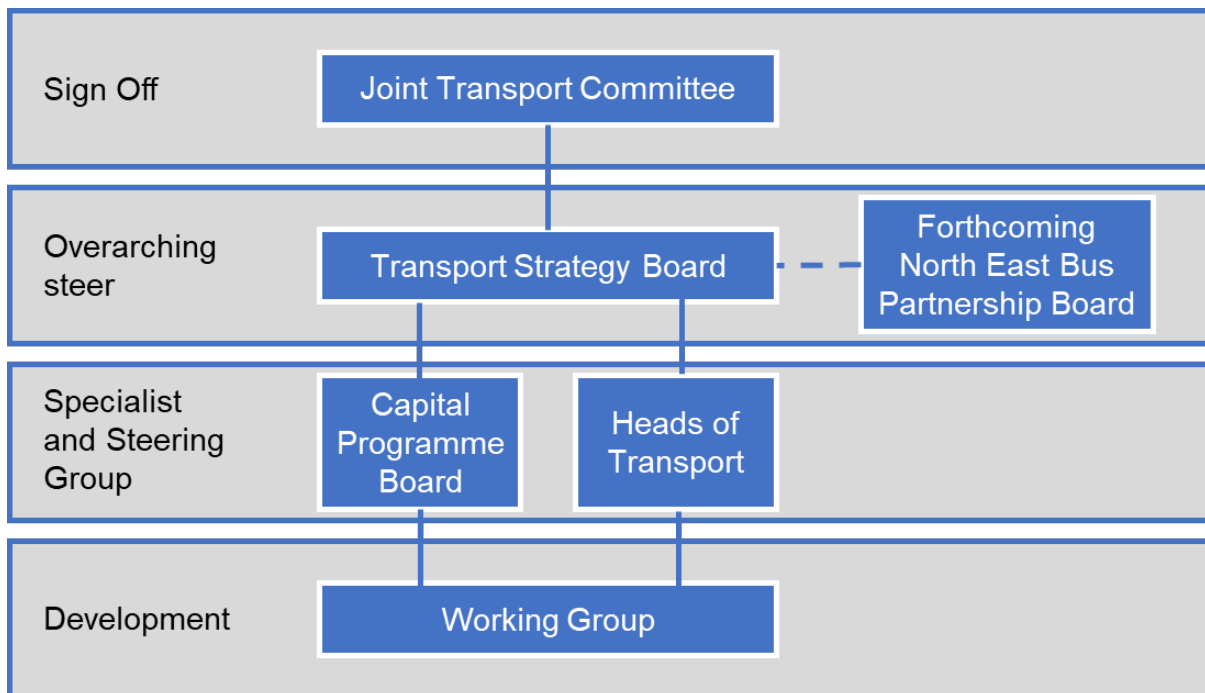 Sign Off
Joint Transport Committee
Overarching
steer
Transport Strategy Board
Forthcoming
North East Bus
Partnership Board
Specialist
and Steering
Group
Capital
Programme
Board
Heads of
Transport
Development
Working Group